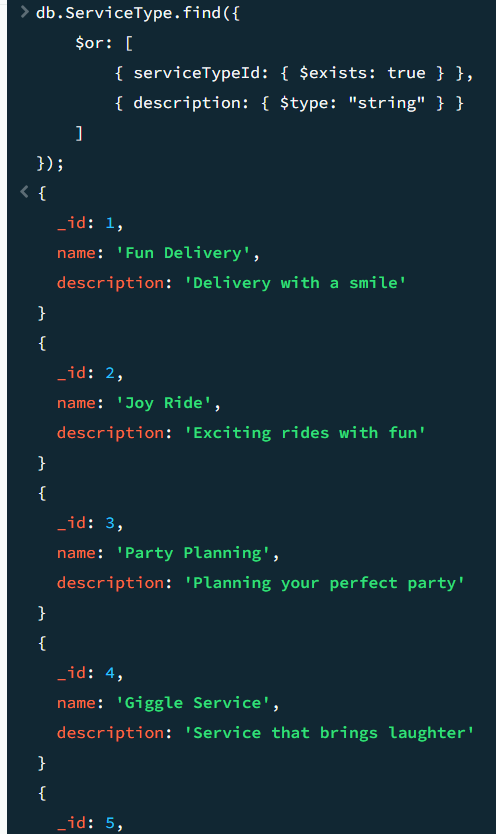 > db.ServiceType.find({
$or: [
{ serviceTypeId: { $exists: true } },
{ description: { $type: "string" } }
]
});
< {
_id: 1,
name: 'Fun Delivery',
description: 'Delivery with a smile'
}
{
_id: 2,
name: 'Joy Ride',
description: 'Exciting rides with fun'
}
{
_id: 3,
name: 'Party Planning',
description: 'Planning your perfect party'
}
{
_id: 4,
name: 'Giggle Service',
description: 'Service that brings laughter'
}
{
_id: 5,